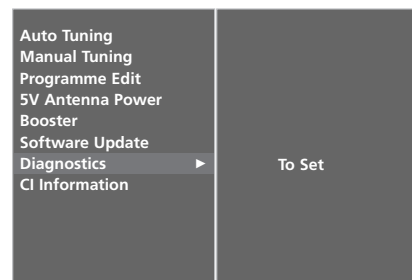 Auto Tuning
Manual Tuning
Programme Edit
5V Antenna Power
Booster
Software Update
Diagnostics ►
To Set
CI Information